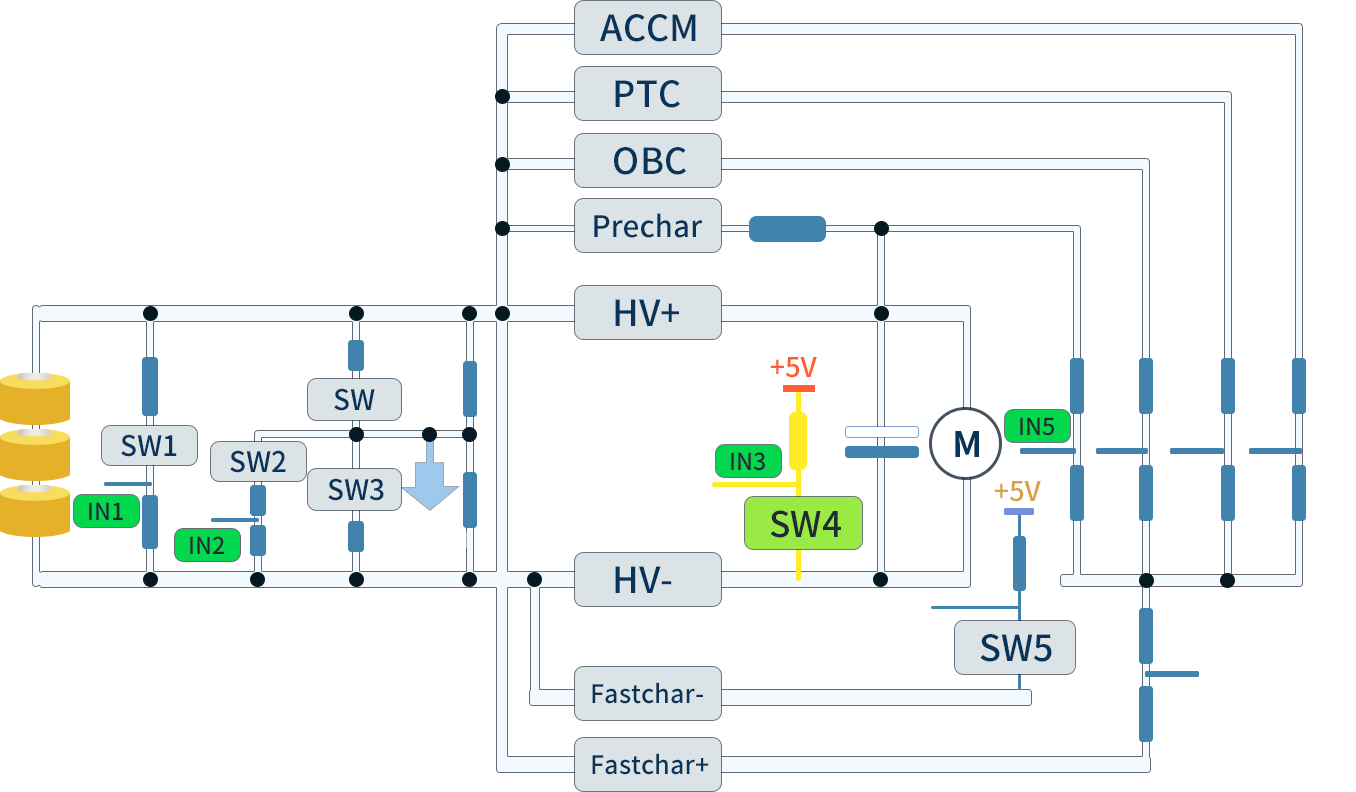 ACCM
PTC
OBC
Prechar
HV+
+5V
SW
IN5
SW1
SW2
M
IN3
SW3
+5V
IN1
SW4
IN2
HV-
SW5
Fastchar-
Fastchar+